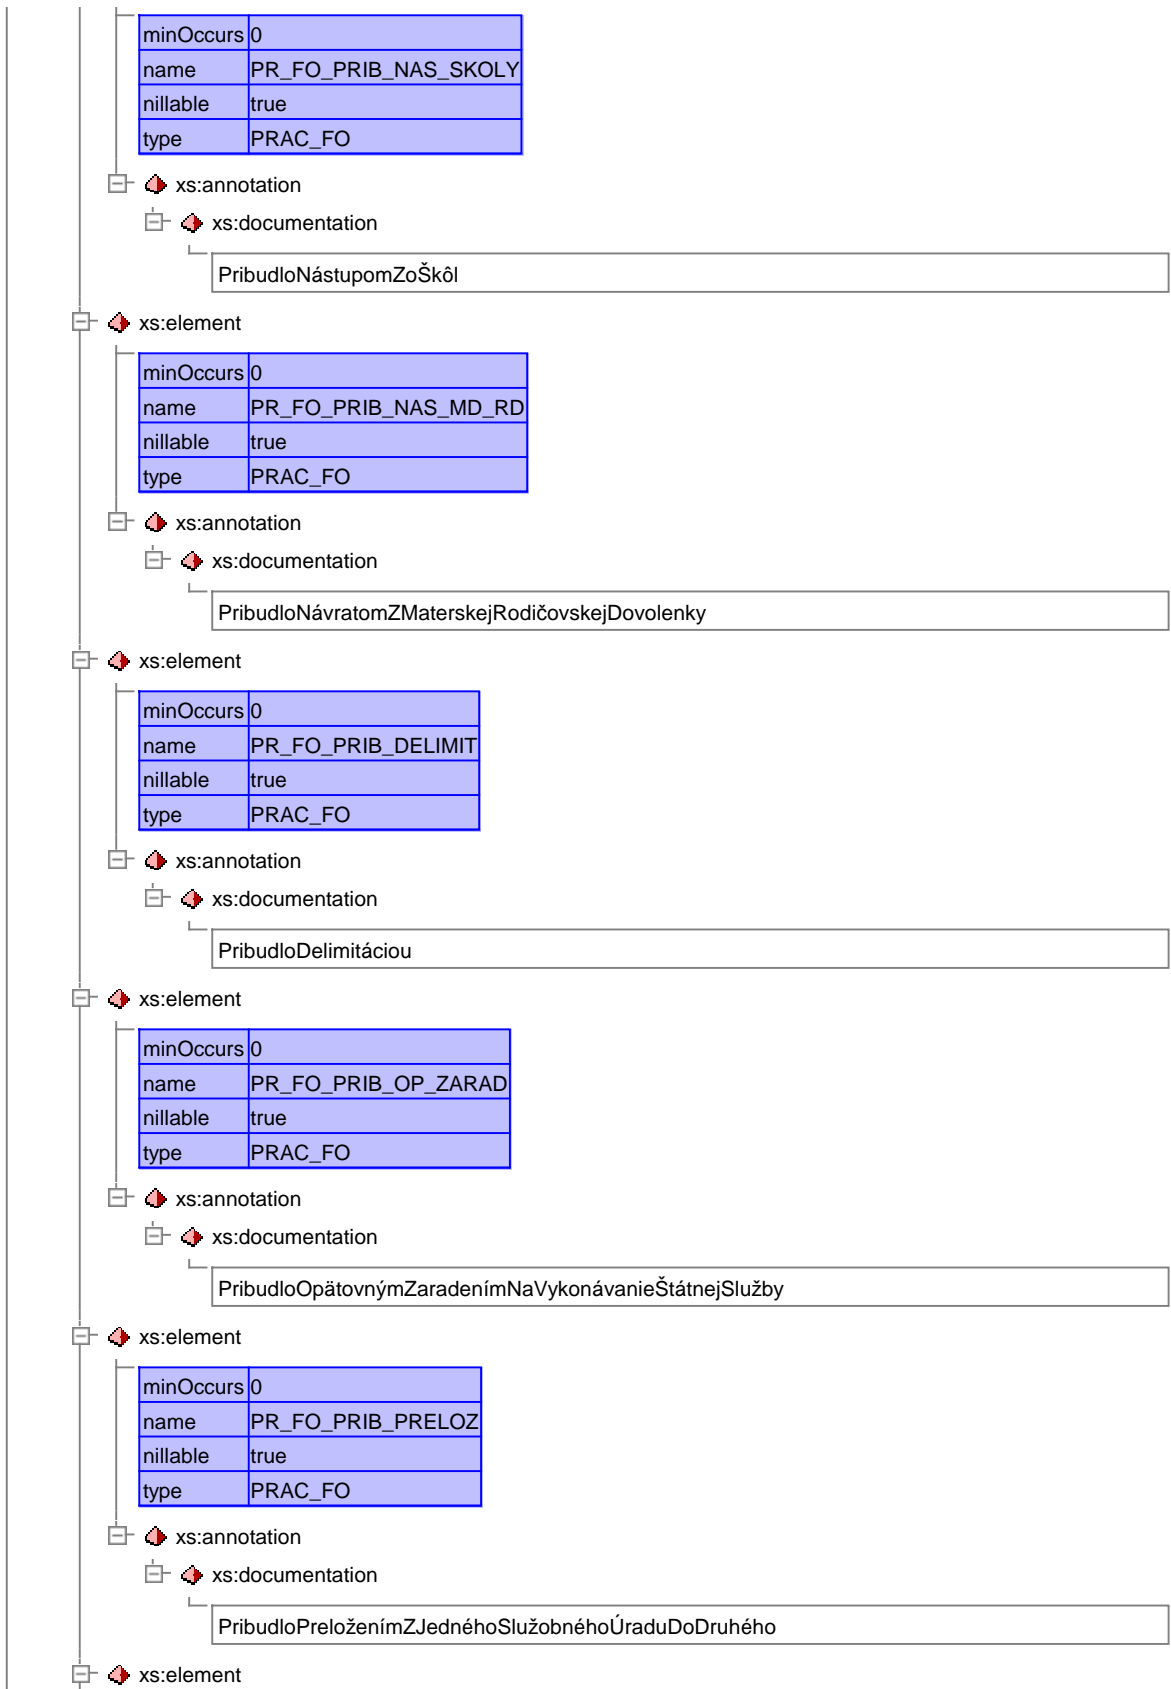 minOccurs 0
name PR_FO_PRIB_NAS_SKOLY
nillable true
type PRAC_FO
xs:annotation
xs:documentation
PribudloNástupomZoŠkôl
xs:element
minOccurs 0
name PR_FO_PRIB_NAS_MD_RD
nillable true
type PRAC_FO
xs:annotation
xs:documentation
PribudloNávratomZMaterskejRodičovskejDovolenky
xs:element
minOccurs 0
name PR_FO_PRIB_DELIMIT
nillable true
type PRAC_FO
xs:annotation
xs:documentation
PribudloDelimitáciou
xs:element
minOccurs 0
name PR_FO_PRIB_OP_ZARAD
nillable true
type PRAC_FO
xs:annotation
xs:documentation
PribudloOpätovnýmZaradenímNaVykonávanieŠtátnejSlužby
xs:element
minOccurs 0
name PR_FO_PRIB_PRELOZ
nillable true
type PRAC_FO
xs:annotation
xs:documentation
PribudloPreloženímZJednéhoSlužobnéhoÚraduDoDruhého
xs:element